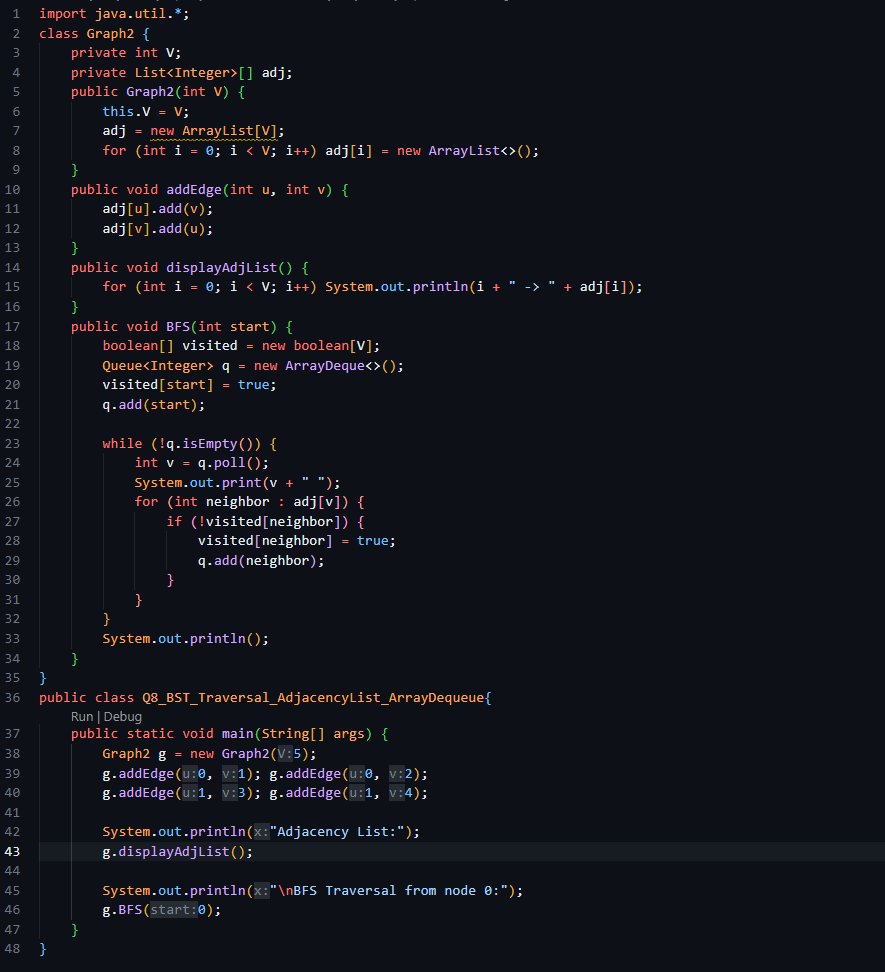 1 import java.util.*;
2 class Graph2 {
3     private int V;
4     private List<Integer>[] adj;
5     public Graph2(int V) {
6         this.V = V;
7         adj = new ArrayList[V];
8         for (int i = 0; i < V; i++) adj[i] = new ArrayList<>();
9     }
10     public void addEdge(int u, int v) {
11         adj[u].add(v);
12         adj[v].add(u);
13     }
14     public void displayAdjList() {
15         for (int i = 0; i < V; i++) System.out.println(i + " -> " + adj[i]);
16     }
17     public void BFS(int start) {
18         boolean[] visited = new boolean[V];
19         Queue<Integer> q = new ArrayDeque<>();
20         visited[start] = true;
21         q.add(start);
22
23         while (!q.isEmpty()) {
24             int v = q.poll();
25             System.out.print(v + " ");
26             for (int neighbor : adj[v]) {
27                 if (!visited[neighbor]) {
28                     visited[neighbor] = true;
29                     q.add(neighbor);
30                 }
31             }
32         }
33         System.out.println();
34     }
35 }
36 public class Q8_BST_Traversal_AdjacencyList_ArrayDequeue{
Run | Debug
37     public static void main(String[] args) {
38         Graph2 g = new Graph2(V:5);
39         g.addEdge(u:0, v:1); g.addEdge(u:0, v:2);
40         g.addEdge(u:1, v:3); g.addEdge(u:1, v:4);
41
42         System.out.println(x:"Adjacency List:");
43         g.displayAdjList();
44
45         System.out.println(x:"\nBFS Traversal from node 0:");
46         g.BFS(start:0);
47     }
48 }